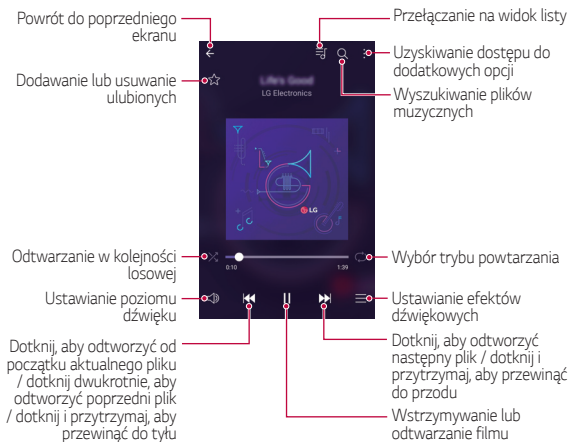 Powrót do poprzedniego
ekranu
Dodawanie lub usuwanie
ulubionych
Odtwarzanie w kolejności
losowej
Ustawianie poziomu
dźwięku
Dotknij, aby odtworzyć od
początku aktualnego pliku
/ dotknij dwukrotnie, aby
odtworzyć poprzedni plik
/ dotknij i przytrzymaj, aby
przewinąć do tyłu
Life's Good
LG Electronics
LG
0:10
1:39
Przełączanie na widok listy
Uzyskiwanie dostępu do
dodatkowych opcji
Wyszukiwanie plików
muzycznych
Wybór trybu powtarzania
Ustawianie efektów
dźwiękowych
Dotknij, aby odtworzyć
następny plik / dotknij i
przytrzymaj, aby przewinąć
do przodu
Wstrzymywanie lub
odtwarzanie filmu